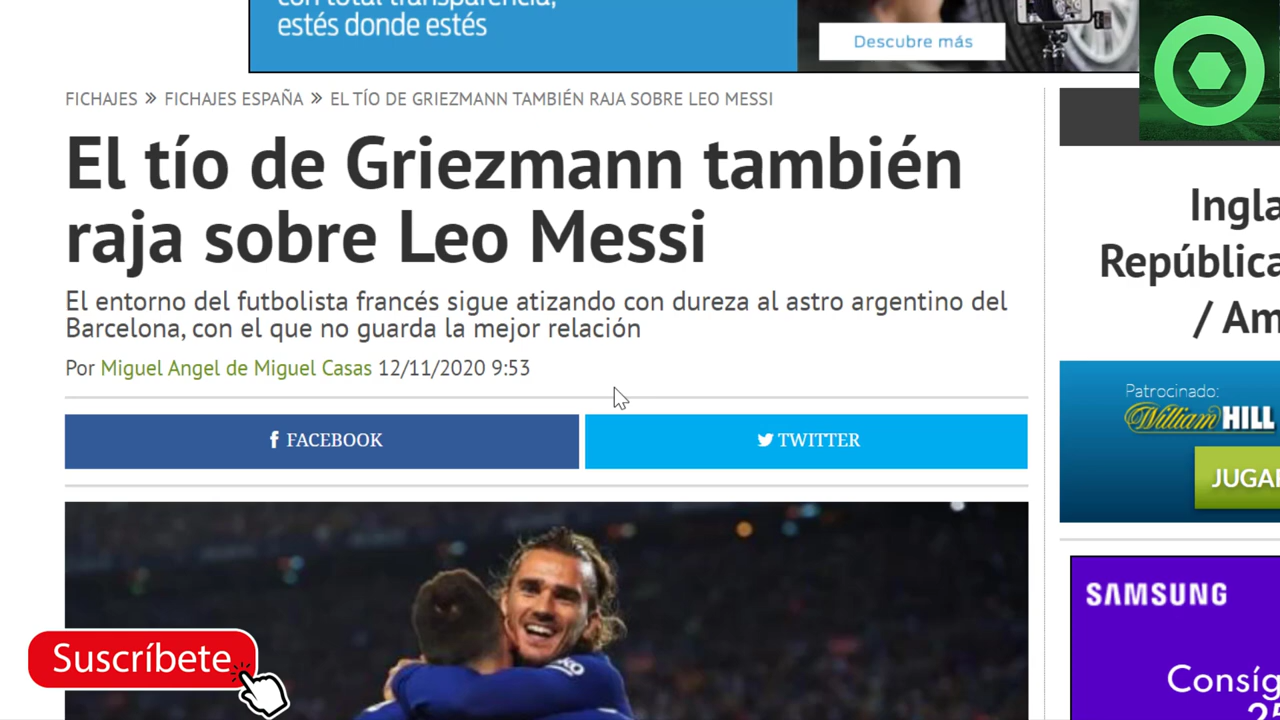 estés donde estés
Descubre más
FICHAJES » FICHAJES ESPAÑA » EL TÍO DE GRIEZMANN TAMBIÉN RAJA SOBRE LEO MESSI
El tío de Griezmann también
raja sobre Leo Messi
El entorno del futbolista francés sigue atizando con dureza al astro argentino del
Barcelona, con el que no guarda la mejor relación
Por Miguel Angel de Miguel Casas 12/11/2020 9:53
FACEBOOK
TWITTER
Ingla
República
/ Am
Patrocinado:
William HILL
JUGA
SAMSUNG
Consíg
Suscríbete